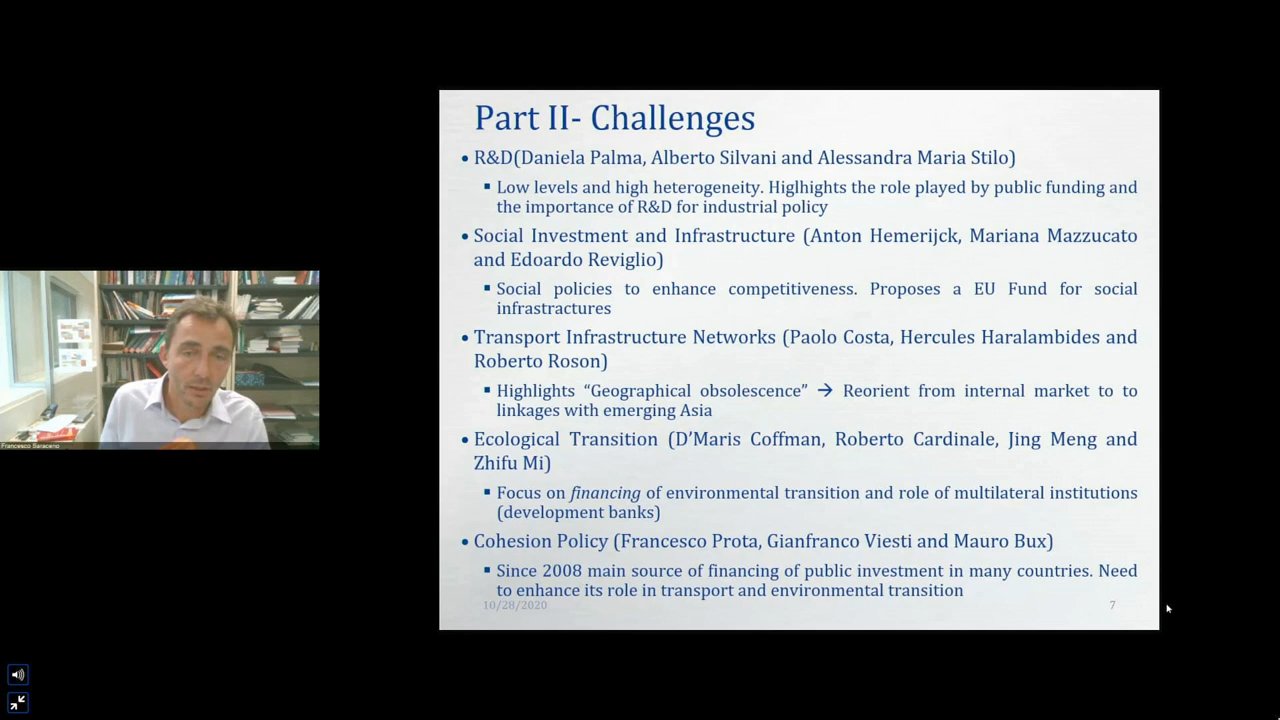 Part II- Challenges
• R&D(Daniela Palma, Alberto Silvani and Alessandra Maria Stilo)
▪ Low levels and high heterogeneity. Higlhights the role played by public funding and
the importance of R&D for industrial policy
• Social Investment and Infrastructure (Anton Hemerijck, Mariana Mazzucato
and Edoardo Reviglio)
▪ Social policies to enhance competitiveness. Proposes a EU Fund for social
infrastractures
• Transport Infrastructure Networks (Paolo Costa, Hercules Haralambides and
Roberto Roson)
▪ Highlights “Geographical obsolescence” → Reorient from internal market to to
linkages with emerging Asia
• Ecological Transition (D’Maris Coffman, Roberto Cardinale, Jing Meng and
Zhifu Mi)
▪ Focus on financing of environmental transition and role of multilateral institutions
(development banks)
• Cohesion Policy (Francesco Prota, Gianfranco Viesti and Mauro Bux)
▪ Since 2008 main source of financing of public investment in many countries. Need
to enhance its role in transport and environmental transition
10/28/2020 7
Francesco Saraceno